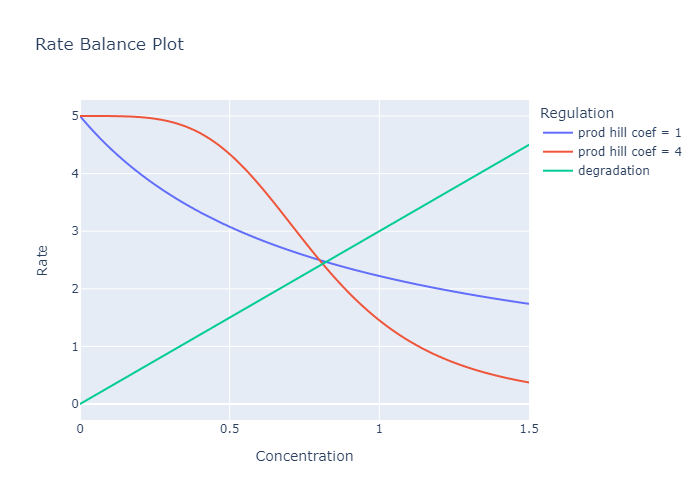 Rate Balance Plot
Regulation
prod hill coef = 1
prod hill coef = 4
degradation
5
4
3
2
1
0
Rate
0
0.5
1
1.5
Concentration